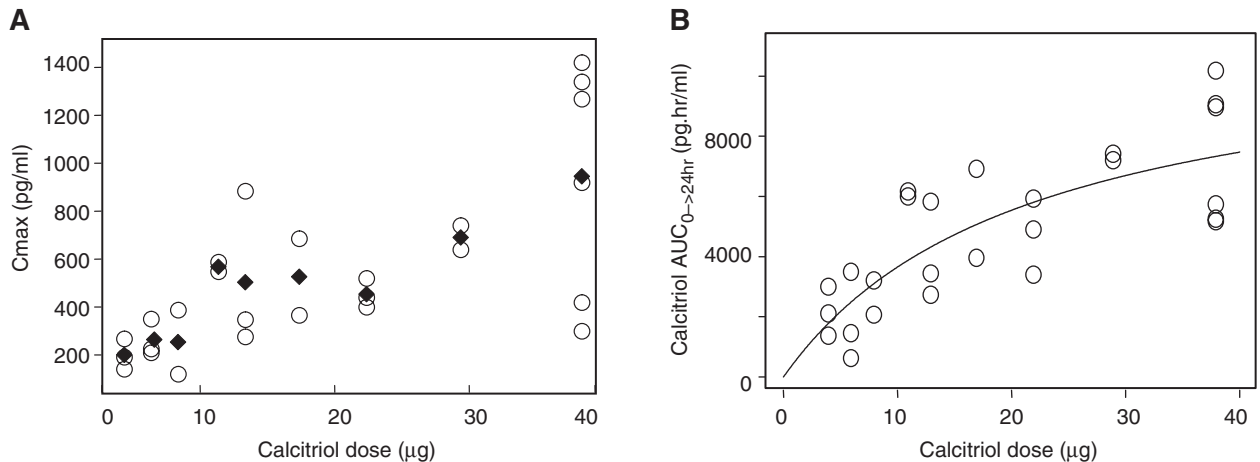 A
Cmax (pg/ml)
1400
1200
1000
800
600
400
200
0 10 20 30 40
Calcitriol dose (μg)
B
Calcitriol AUC0–>24hr (pg.hr/ml)
8000
4000
0
0 10 20 30 40
Calcitriol dose (μg)